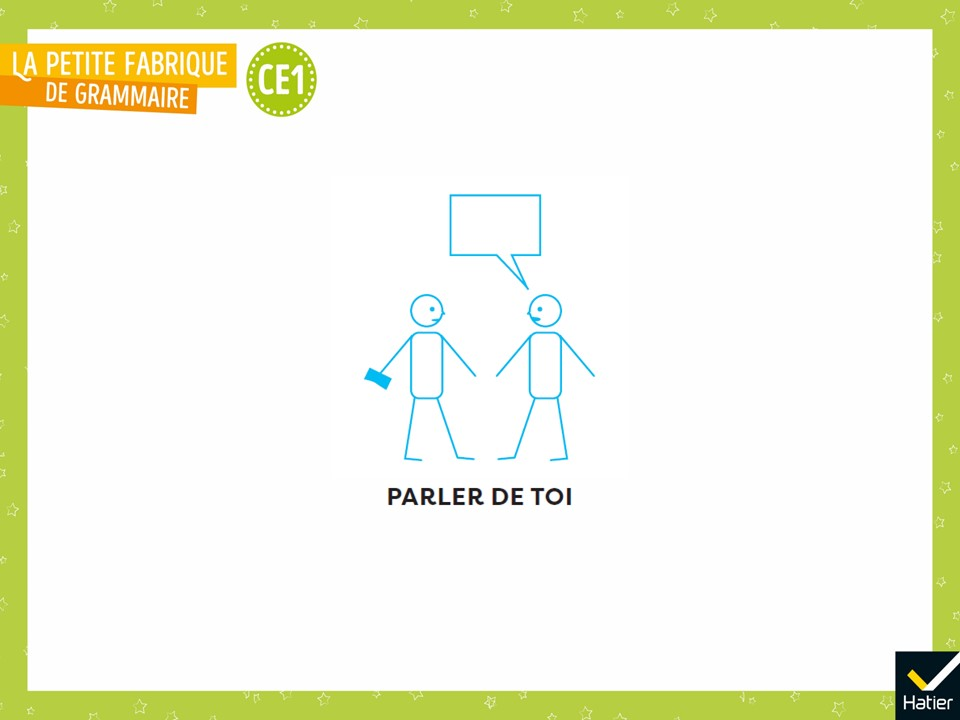 LA PETITE FABRIQUE
DE GRAMMAIRE
CE1
PARLER DE TOI
Hatier